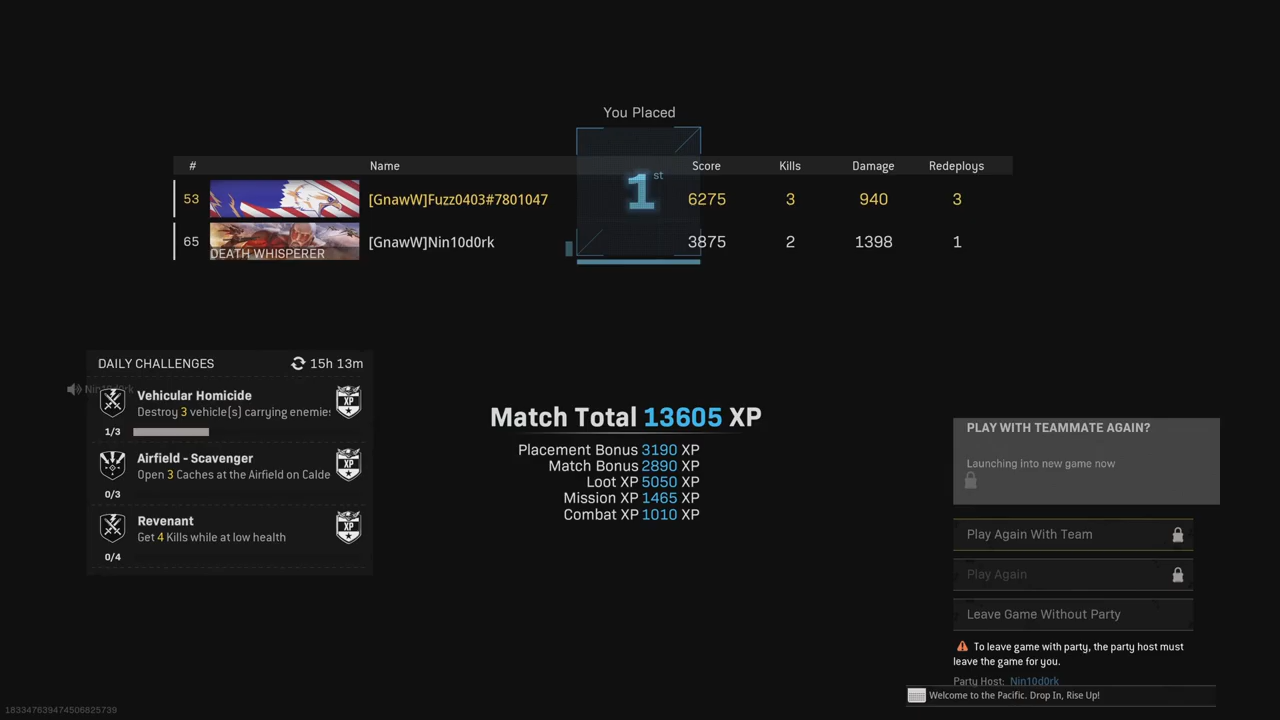 You Placed
# Name Score Kills Damage Redeploys
1st
53 [GnawW]Fuzz0403#7801047 6275 3 940 3
65 DEATH WHISPERER [GnawW]Nin10d0rk 3875 2 1398 1
DAILY CHALLENGES 15h 13m
Nin10d0rk
Vehicular Homicide
Destroy 3 vehicle(s) carrying enemies
1/3
XP
Airfield - Scavenger
Open 3 Caches at the Airfield on Calde
0/3
XP
Revenant
Get 4 Kills while at low health
0/4
XP
Match Total 13605 XP
Placement Bonus 3190 XP
Match Bonus 2890 XP
Loot XP 5050 XP
Mission XP 1465 XP
Combat XP 1010 XP
PLAY WITH TEAMMATE AGAIN?
Launching into new game now
Play Again With Team
Play Again
Leave Game Without Party
To leave game with party, the party host must
leave the game for you.
Party Host: Nin10d0rk
Welcome to the Pacific. Drop In, Rise Up!
18334763947450682573​9